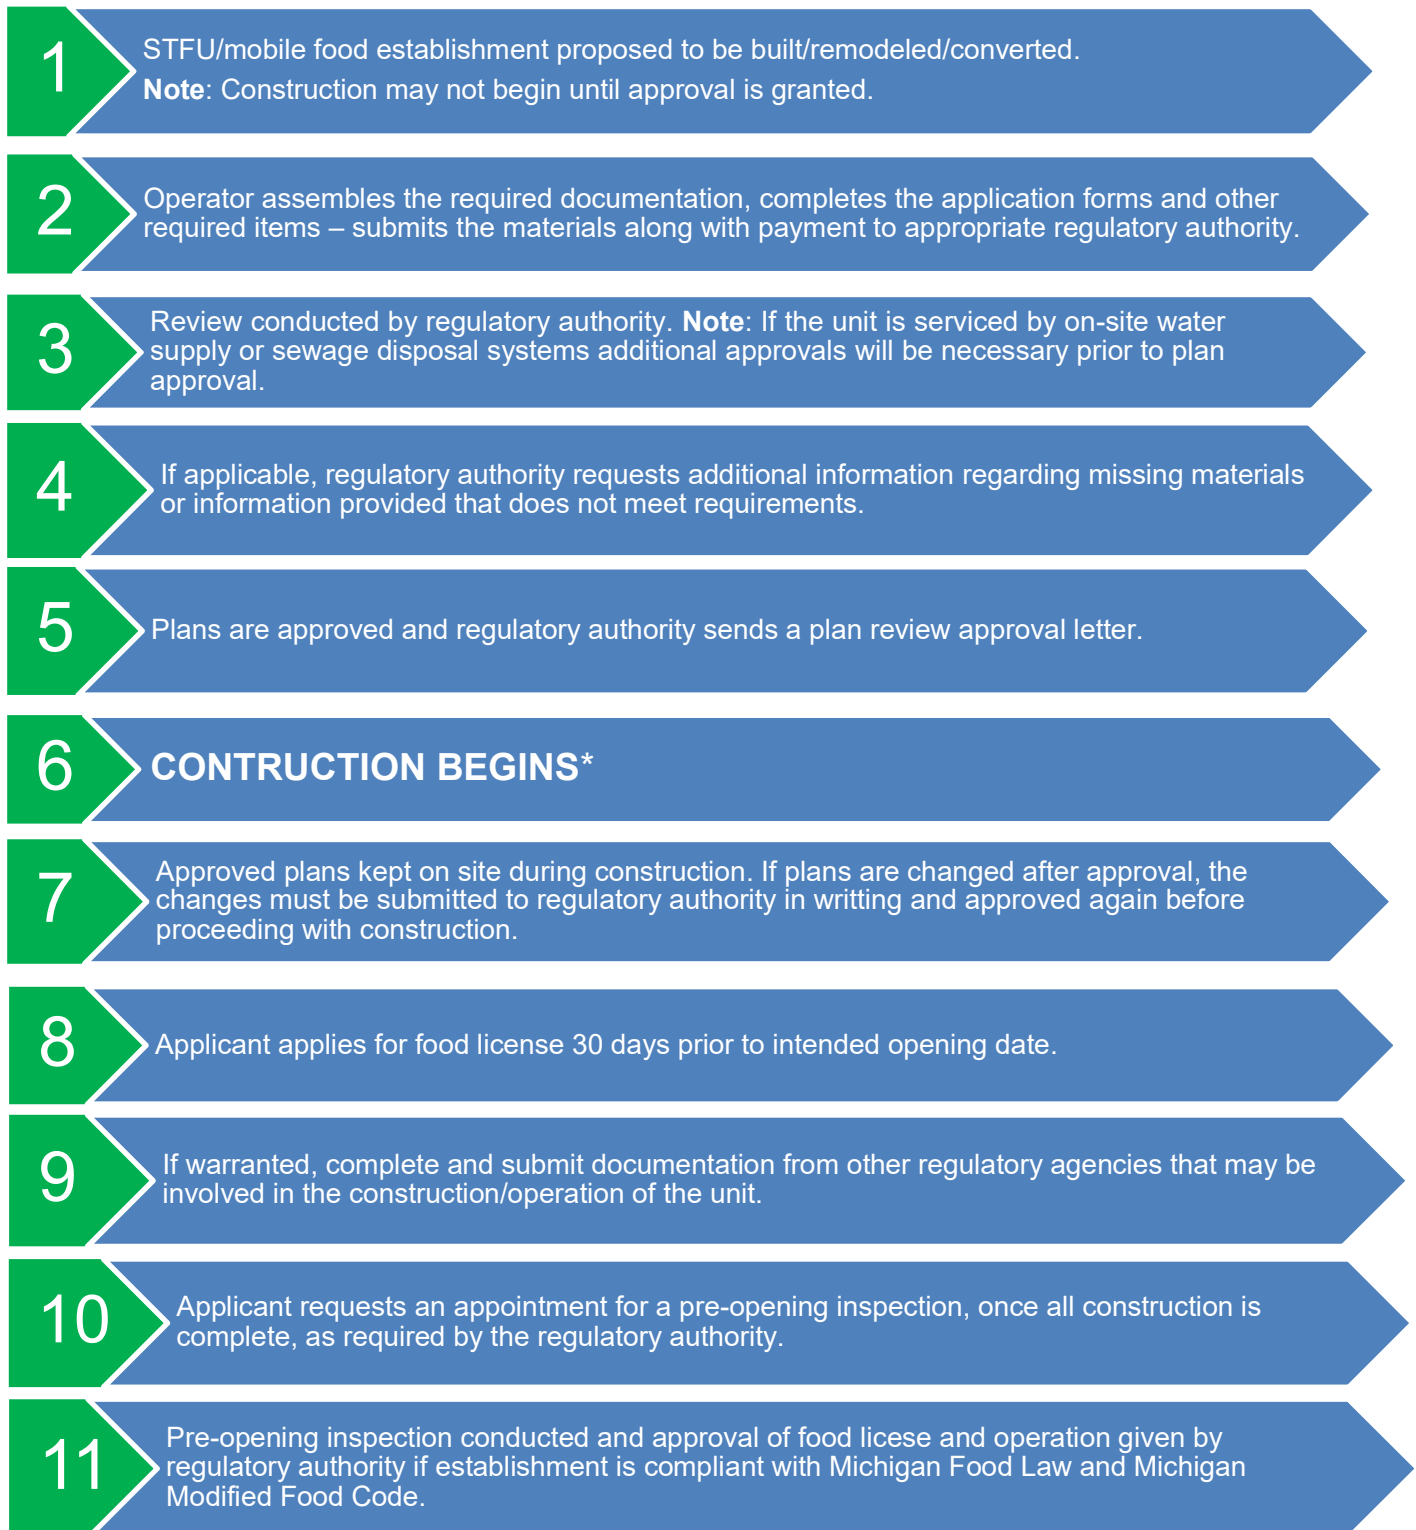 1
STFU/mobile food establishment proposed to be built/remodeled/converted.
Note: Construction may not begin until approval is granted.
2
Operator assembles the required documentation, completes the application forms and other
required items – submits the materials along with payment to appropriate regulatory authority.
3
Review conducted by regulatory authority. Note: If the unit is serviced by on-site water
supply or sewage disposal systems additional approvals will be necessary prior to plan
approval.
4
If applicable, regulatory authority requests additional information regarding missing materials
or information provided that does not meet requirements.
5
Plans are approved and regulatory authority sends a plan review approval letter.
6
CONTRUCTION BEGINS*
7
Approved plans kept on site during construction. If plans are changed after approval, the
changes must be submitted to regulatory authority in writting and approved again before
proceeding with construction.
8
Applicant applies for food license 30 days prior to intended opening date.
9
If warranted, complete and submit documentation from other regulatory agencies that may be
involved in the construction/operation of the unit.
10
Applicant requests an appointment for a pre-opening inspection, once all construction is
complete, as required by the regulatory authority.
11
Pre-opening inspection conducted and approval of food licese and operation given by
regulatory authority if establishment is compliant with Michigan Food Law and Michigan
Modified Food Code.